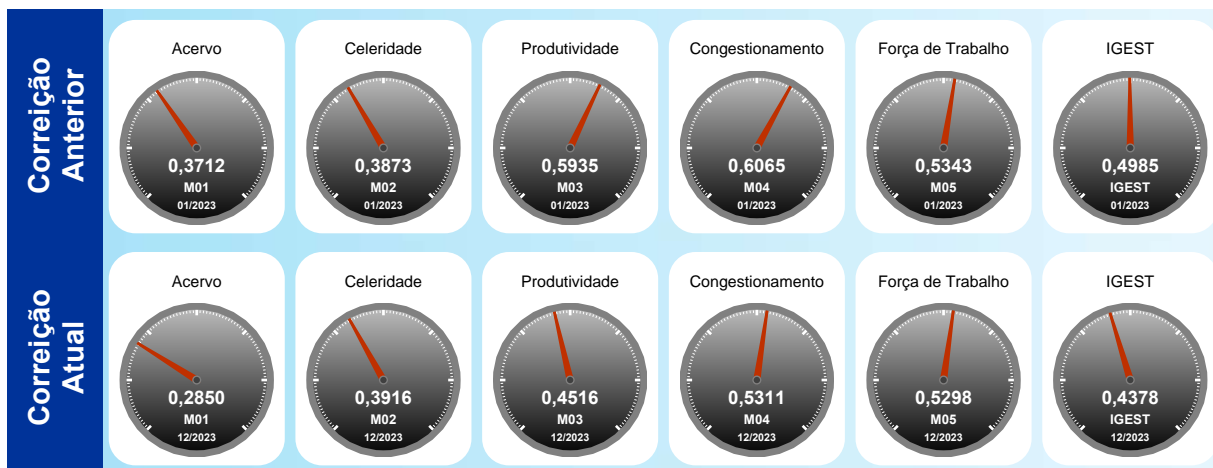 Correição
Anterior
Acervo
0,3712
M01
01/2023
Celeridade
0,3873
M02
01/2023
Produtividade
0,5935
M03
01/2023
Congestionamento
0,6065
M04
01/2023
Força de Trabalho
0,5343
M05
01/2023
IGEST
0,4985
IGEST
01/2023
Correição
Atual
Acervo
0,2850
M01
12/2023
Celeridade
0,3916
M02
12/2023
Produtividade
0,4516
M03
12/2023
Congestionamento
0,5311
M04
12/2023
Força de Trabalho
0,5298
M05
12/2023
IGEST
0,4378
IGEST
12/2023